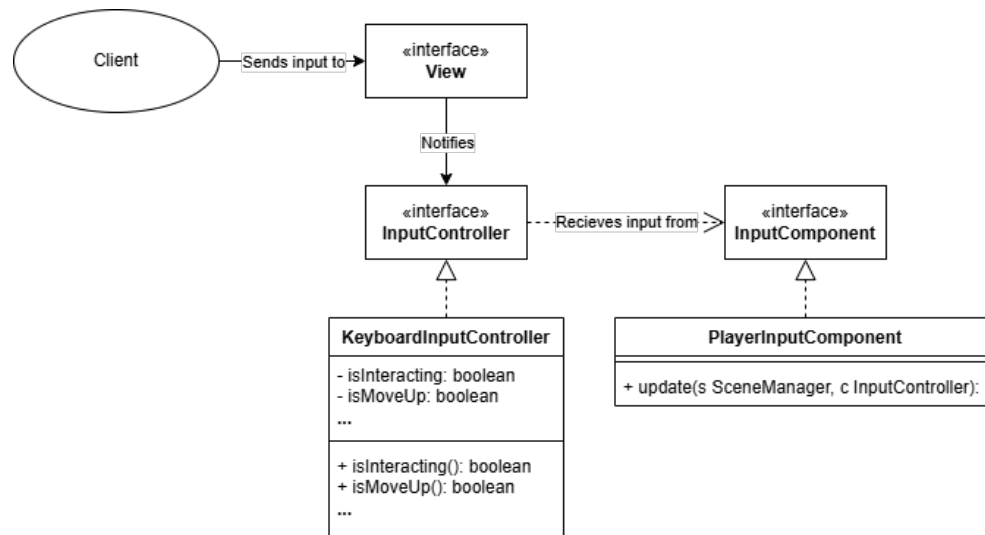 Client
Sends input to
«interface»
View
Notifies
«interface»
InputController
Recieves input from
«interface»
InputComponent
KeyboardInputController
- isInteracting: boolean
- isMoveUp: boolean
...
+ isInteracting(): boolean
+ isMoveUp(): boolean
...
PlayerInputComponent
+ update(s SceneManager, c InputController):